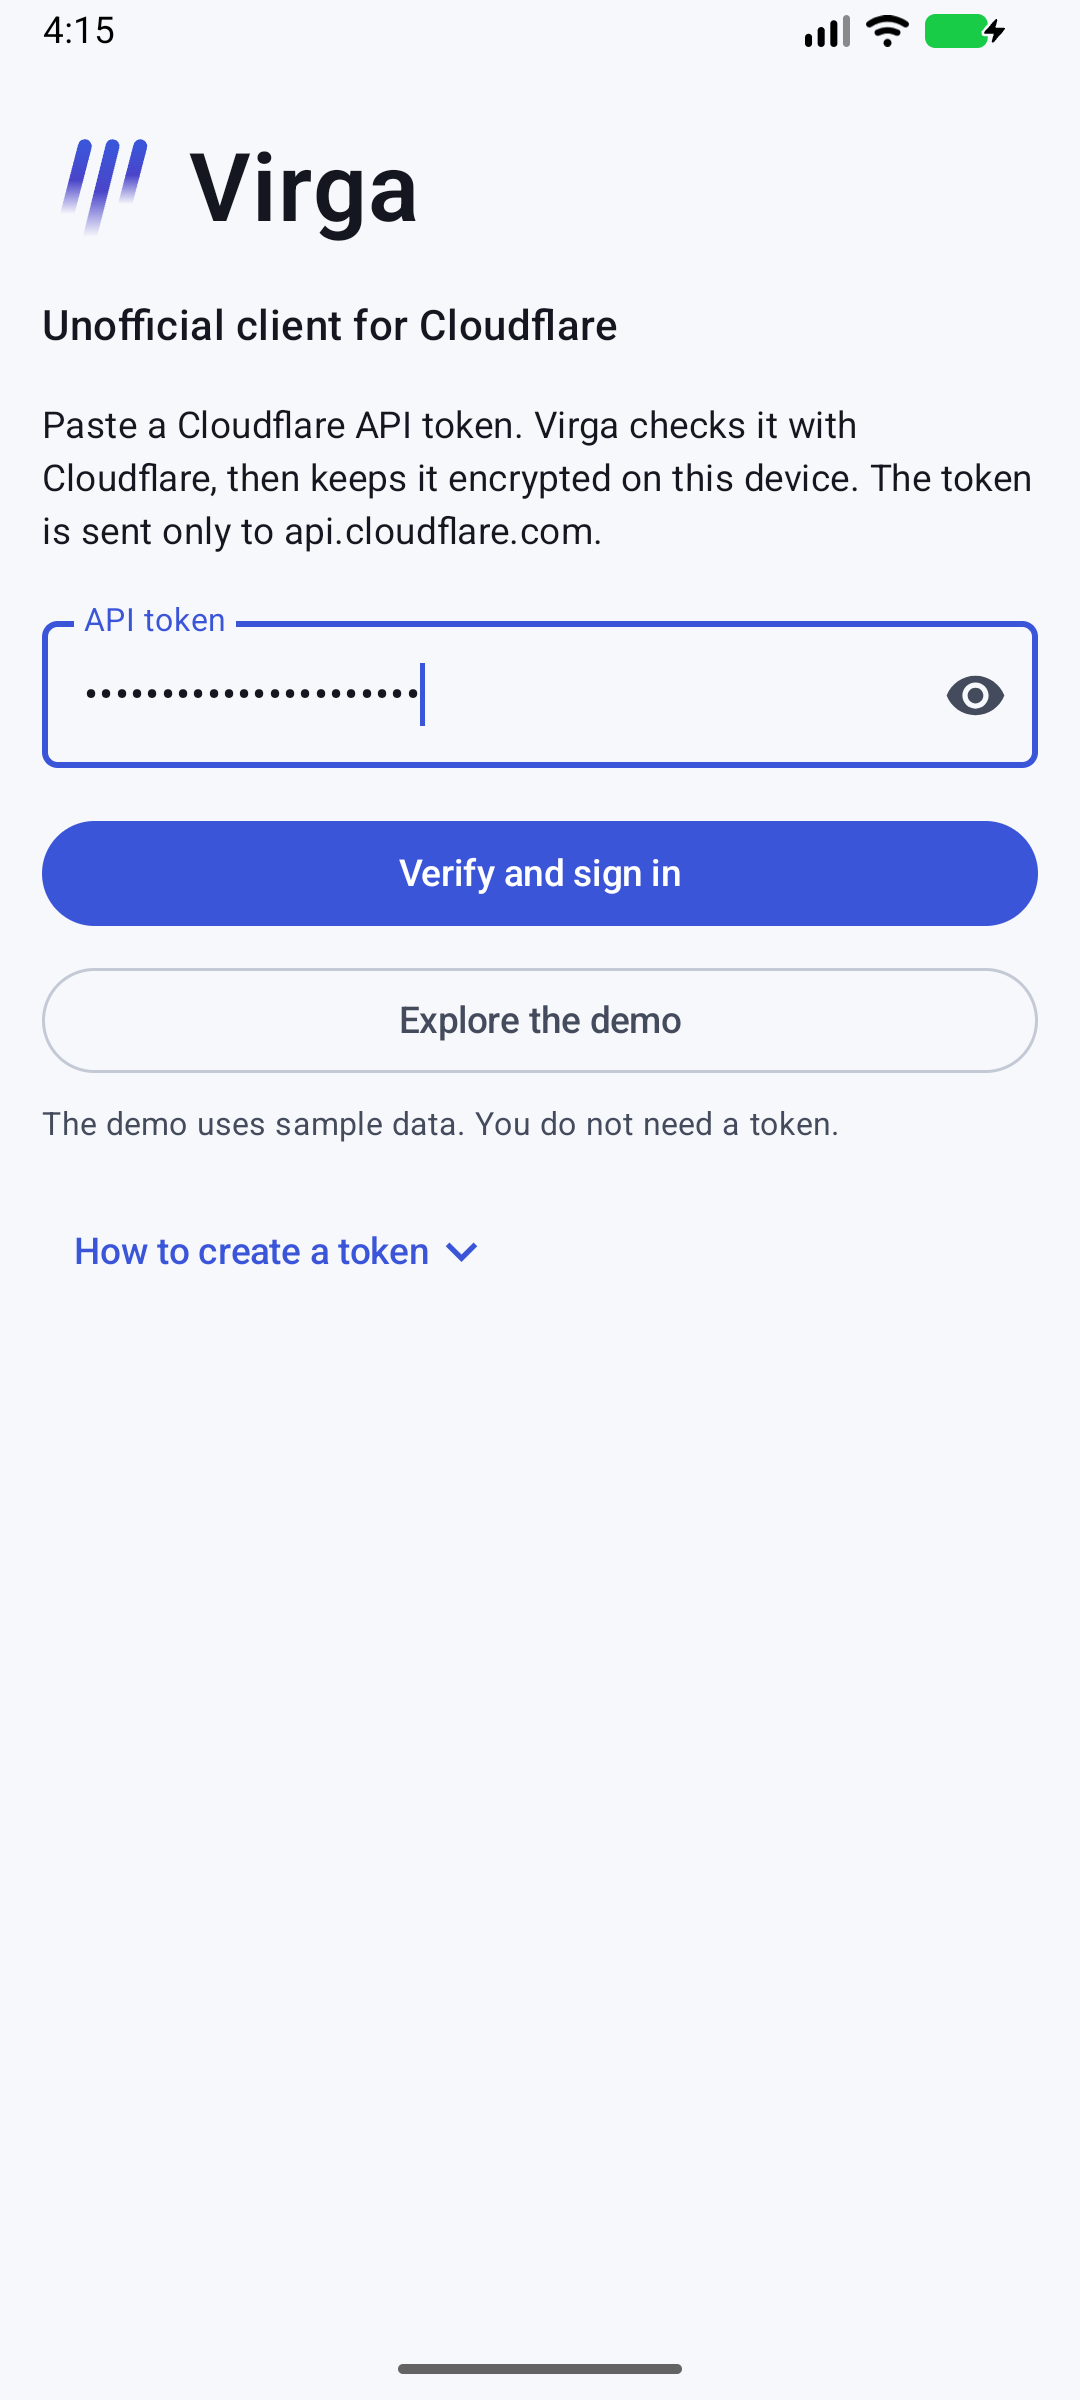 4:15
Virga
Unofficial client for Cloudflare
Paste a Cloudflare API token. Virga checks it with
Cloudflare, then keeps it encrypted on this device. The token
is sent only to api.cloudflare.com.
API token
••••••••••••••••••••••
Verify and sign in
Explore the demo
The demo uses sample data. You do not need a token.
How to create a token